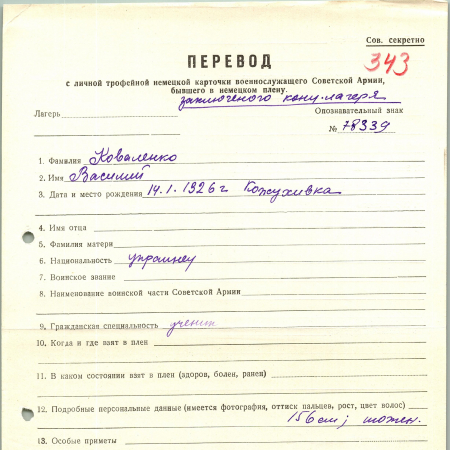 Сов. секретно
343
ПЕРЕВОД
с личной трофейной немецкой карточки военнослужащего Советской Армии,
бывшего в немецком плену.
заключеного конц. лагеря
Лагерь
Опознавательный знак
№ 78339
1. Фамилия Коваленко
2. Имя Василий
3. Дата и место рождения 14.1.1926 г Кожуховка
4. Имя отца
5. Фамилия матери
6. Национальность украинец
7. Воинское звание
8. Наименование воинской части Советской Армии
9. Гражданская специальность ученик
10. Когда и где взят в плен
11. В каком состоянии взят в плен (здоров, болен, ранен)
12. Подробные персональные данные (имеется фотография, оттиск пальцев, рост, цвет волос)
156 см;
13. Особые приметы